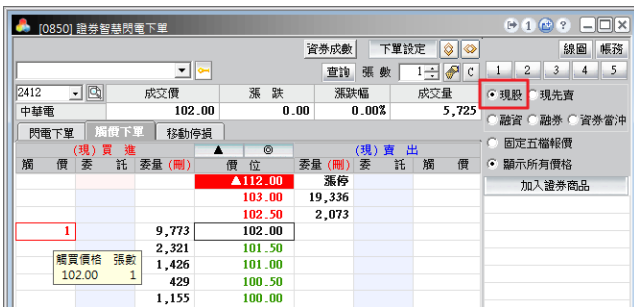 [0850] 證券智慧閃電下單
1 ?
資券成數 下單設定 線圖 帳務
查詢 張 數 1 C 1 2 3 4 5
2412 成交價 漲 跌 漲跌幅 成交量 現股 現先賣
中華電 102.00 0.00 0.00% 5,725 融資 融券 資券當沖
閃電下單 觸價下單 移動停損 固定五檔報價
(現) 買 進 ▲ ◎ (現) 賣 出 顯示所有價格
觸 價 委 託 委量 (刪) 價 位 委量 (刪) 委 託 觸 價 加入證券商品
▲112.00 漲停
103.00 19,336
102.50 2,073
1 9,773 102.00
2,321 101.50
觸買價格 張數 1,426 101.00
102.00 1 429 100.50
1,155 100.00